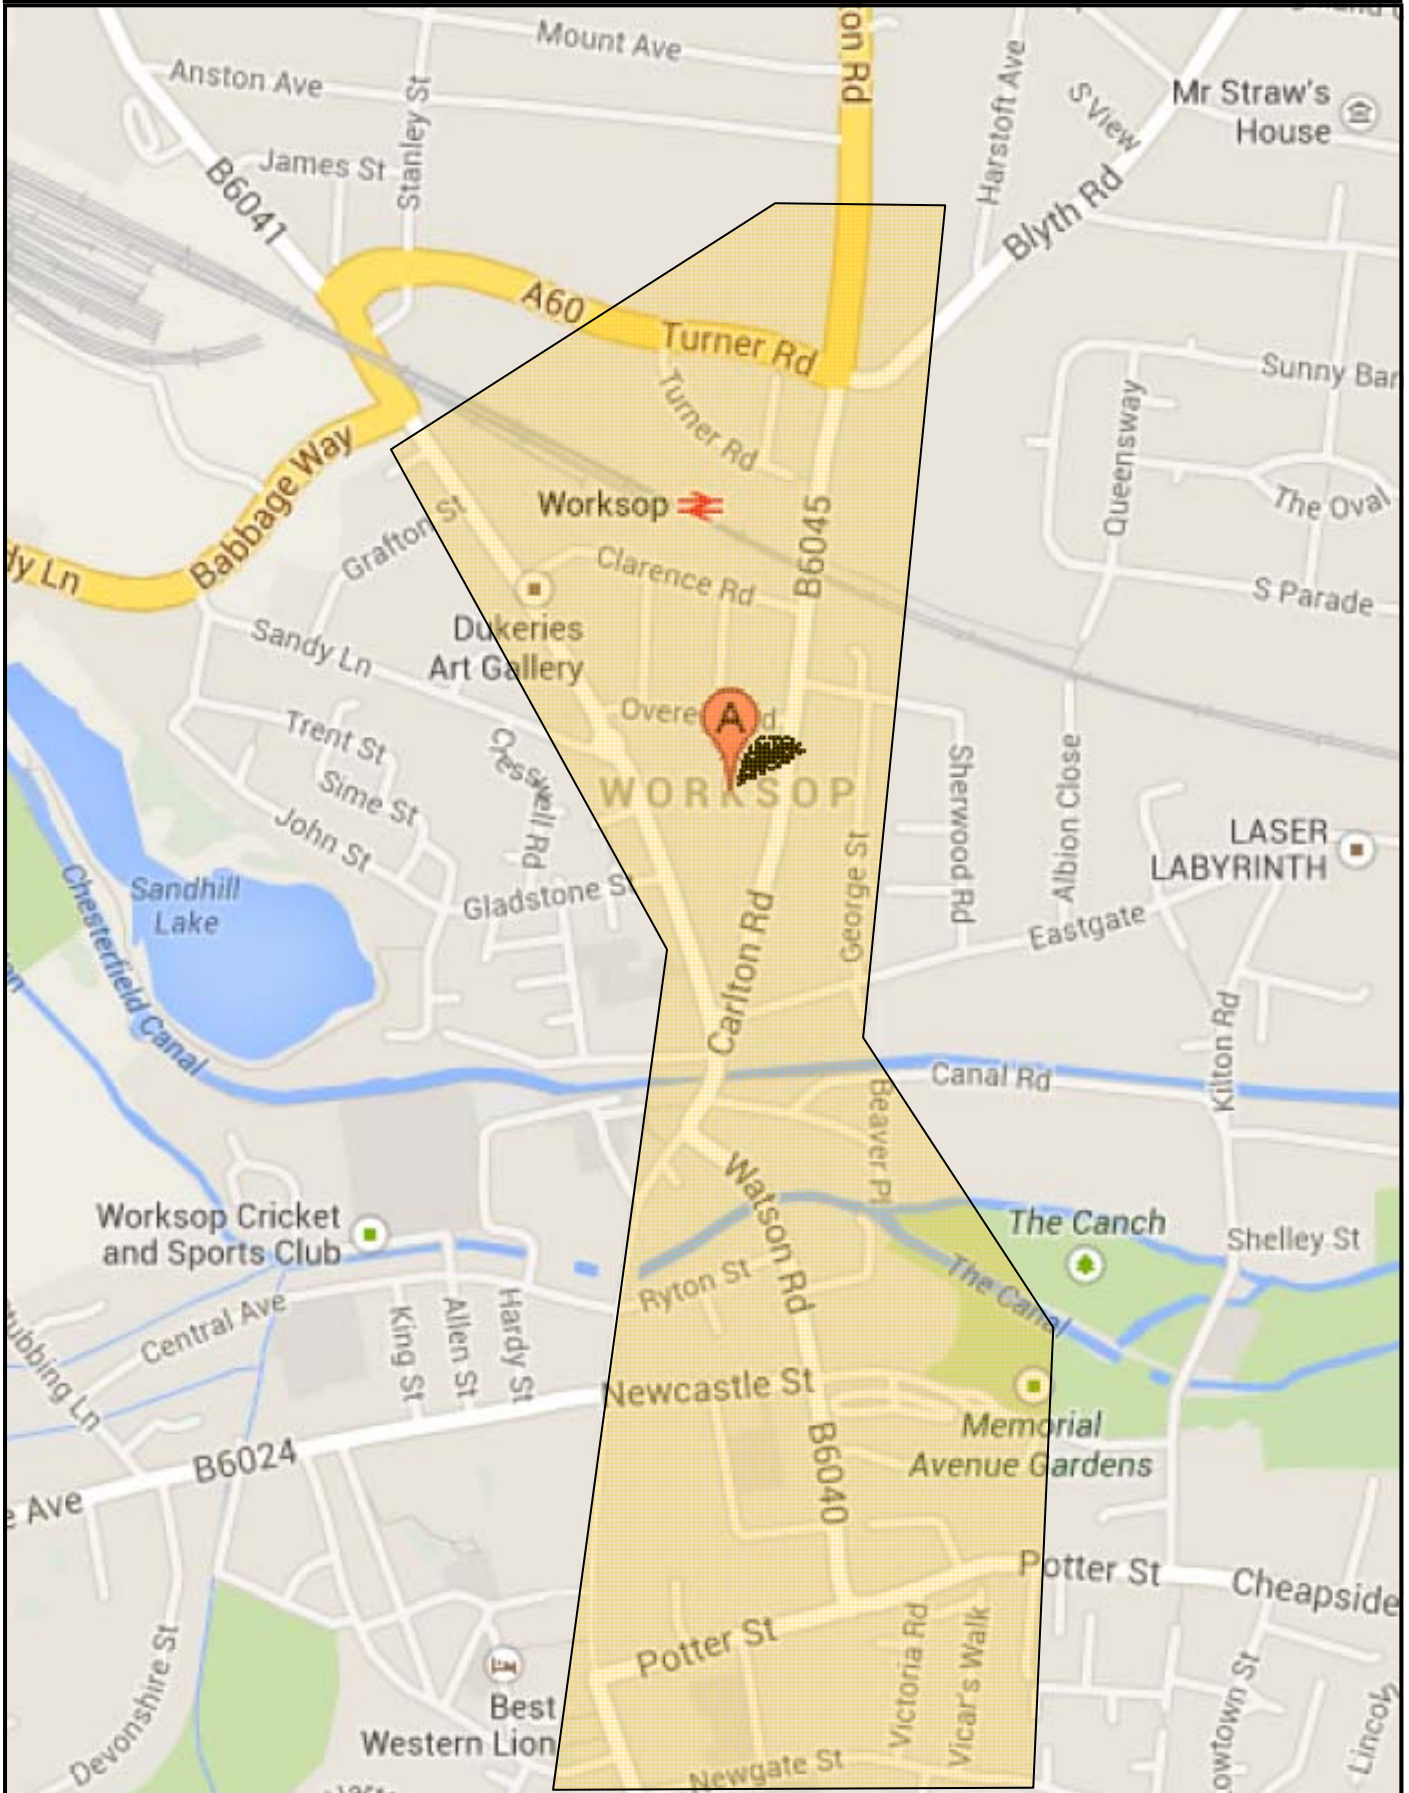 on Rd
Mount Ave
Anston Ave
Stanley St
Harstoft Ave
S View
Mr Straw's
House
James St
B6041
Blyth Rd
A60
Turner Rd
Turner Rd
Sunny Bar
Queensway
The Oval
Babbage Way
Worksop
B6045
Grafton St
dy Ln
Clarence Rd
S Parade
Dukeries
Art Gallery
Sandy Ln
A
Trent St
Cresswell Rd
Sime St
John St
WORKSOP
Sherwood Rd
Albion Close
LASER
LABYRINTH
Sandhill
Lake
Gladstone St
George St
Eastgate
Chesterfield Canal
Carlton Rd
Kilton Rd
Canal Rd
Beaver Pl
Watson Rd
Worksop Cricket
and Sports Club
The Canch
Shelley St
Ryton St
The Canal
Central Ave
King St
Allen St
Hardy St
tubbing Ln
Newcastle St
Memorial
Avenue Gardens
B6024
B6040
e Ave
Potter St
Cheapside
Potter St
Victoria Rd
Vicar's Walk
Devonshire St
Best
Western Lion
owtown St
Lincol
Newgate St